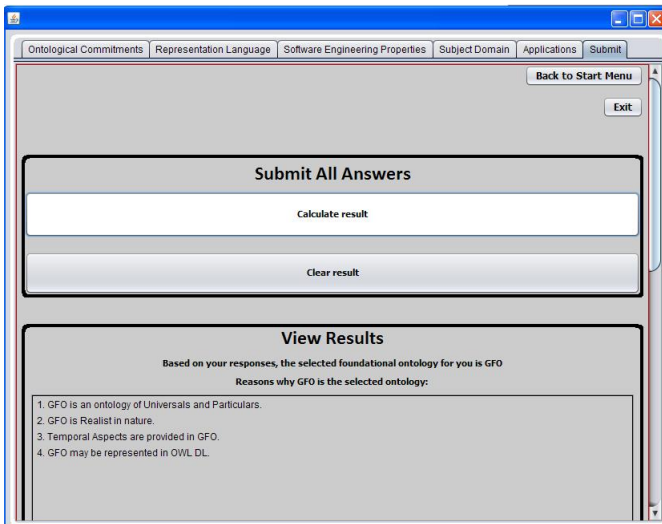 Ontological Commitments Representation Language Software Engineering Properties Subject Domain Applications Submit
Back to Start Menu
Exit
Submit All Answers
Calculate result
Clear result
View Results
Based on your responses, the selected foundational ontology for you is GFO
Reasons why GFO is the selected ontology:
1. GFO is an ontology of Universals and Particulars.
2. GFO is Realist in nature.
3. Temporal Aspects are provided in GFO.
4. GFO may be represented in OWL DL.